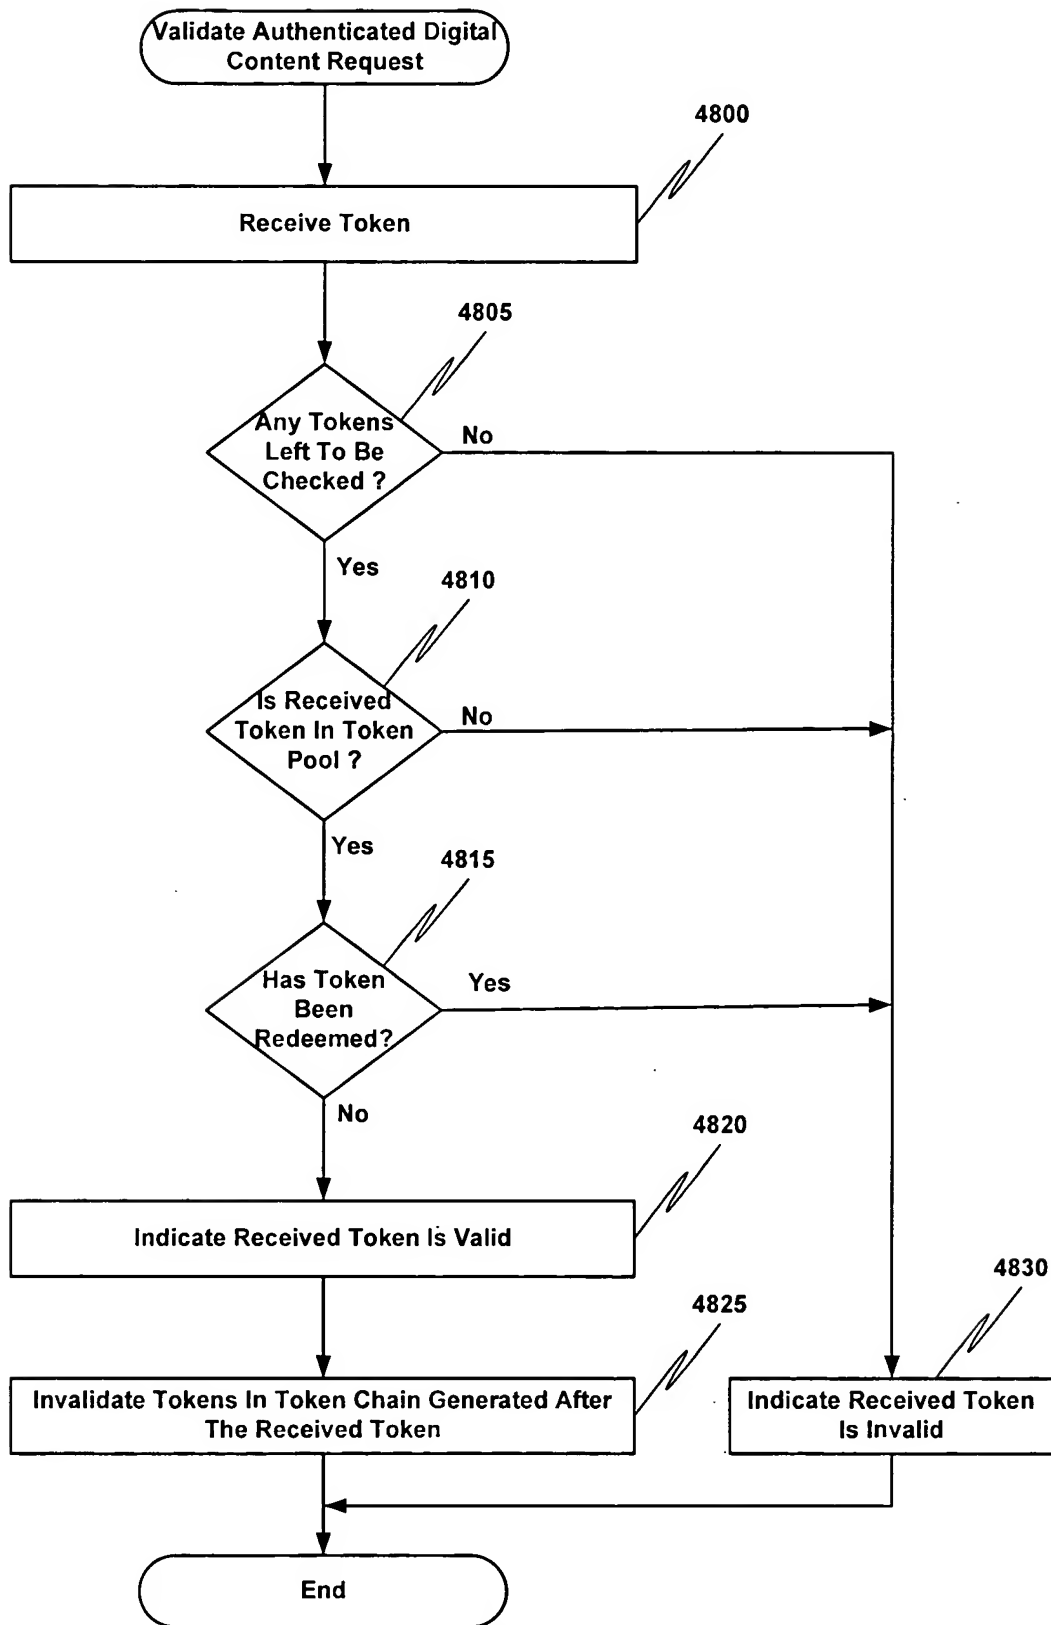 Validate Authenticated Digital
Content Request
4800
Receive Token
4805
Any Tokens
Left To Be
Checked ?
No
Yes
4810
Is Received
Token In Token
Pool ?
No
Yes
4815
Has Token
Been
Redeemed?
Yes
No
4820
Indicate Received Token Is Valid
4830
4825
Invalidate Tokens In Token Chain Generated After
The Received Token
Indicate Received Token
Is Invalid
End